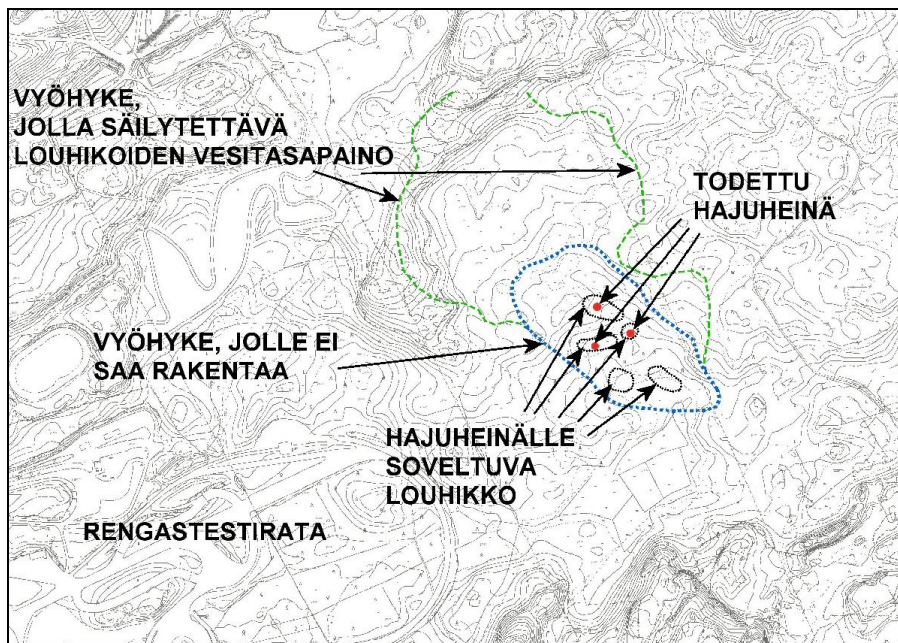 VYÖHYKE,
JOLLA SÄILYTETTÄVÄ
LOUHIKOIDEN VESITASAPAINO
TODETTU
HAJUHEINÄ
VYÖHYKE, JOLLE EI
SAA RAKENTAA
HAJUHEINÄLLE
SOVELTUVA
LOUHIKKO
RENGASTESTIRATA